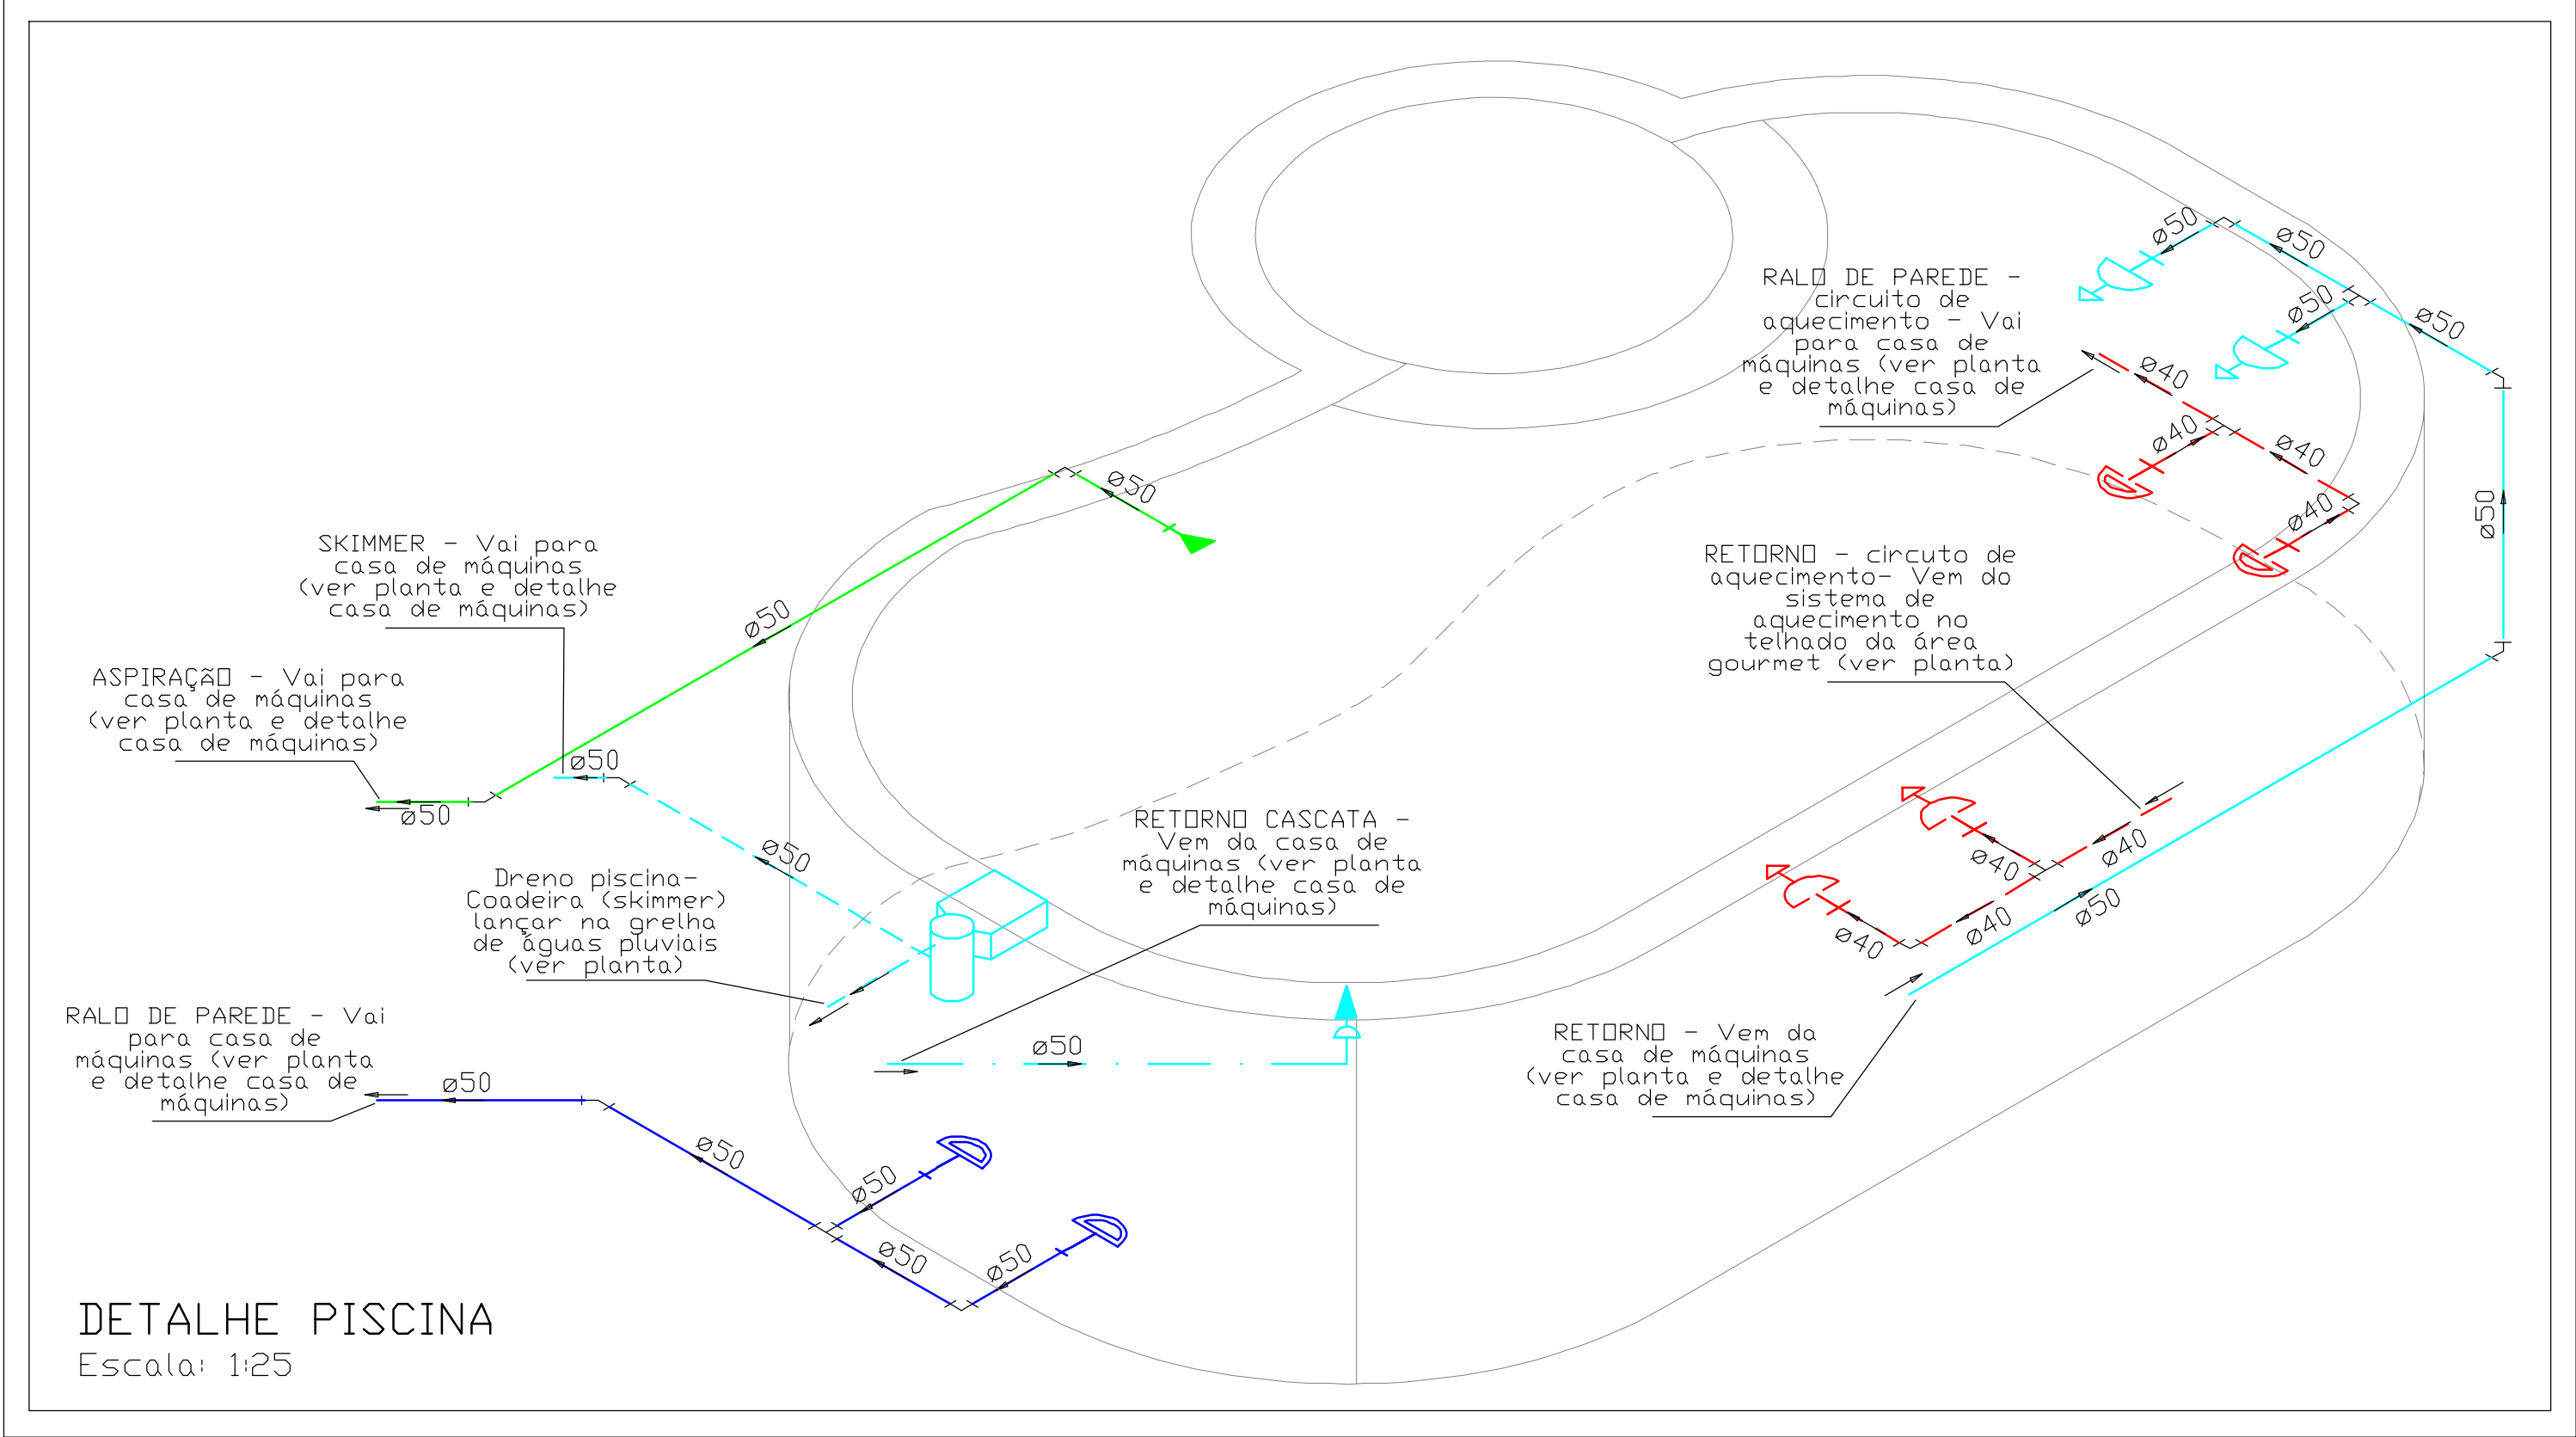 RALO DE PAREDE -
circuito de
aquecimento - Vai
para casa de
máquinas (ver planta
e detalhe casa de
máquinas)
ø50
ø50
ø50
ø50
ø40
ø40
ø40
ø40
ø50
ø50
ø50
SKIMMER - Vai para
casa de máquinas
(ver planta e detalhe
casa de máquinas)
RETORNO - circuto de
aquecimento- Vem do
sistema de
aquecimento no
telhado da área
gourmet (ver planta)
ASPIRAÇÃO - Vai para
casa de máquinas
(ver planta e detalhe
casa de máquinas)
ø50
ø50
ø50
RETORNO CASCATA -
Vem da casa de
máquinas (ver planta
e detalhe casa de
máquinas)
ø40
ø40
ø40
ø40
ø50
Dreno piscina-
Coadeira (skimmer)
lançar na grelha
de águas pluviais
(ver planta)
RALO DE PAREDE - Vai
para casa de
máquinas (ver planta
e detalhe casa de
máquinas)
ø50
ø50
RETORNO - Vem da
casa de máquinas
(ver planta e detalhe
casa de máquinas)
ø50
ø50
ø50
ø50
DETALHE PISCINA
Escala: 1:25